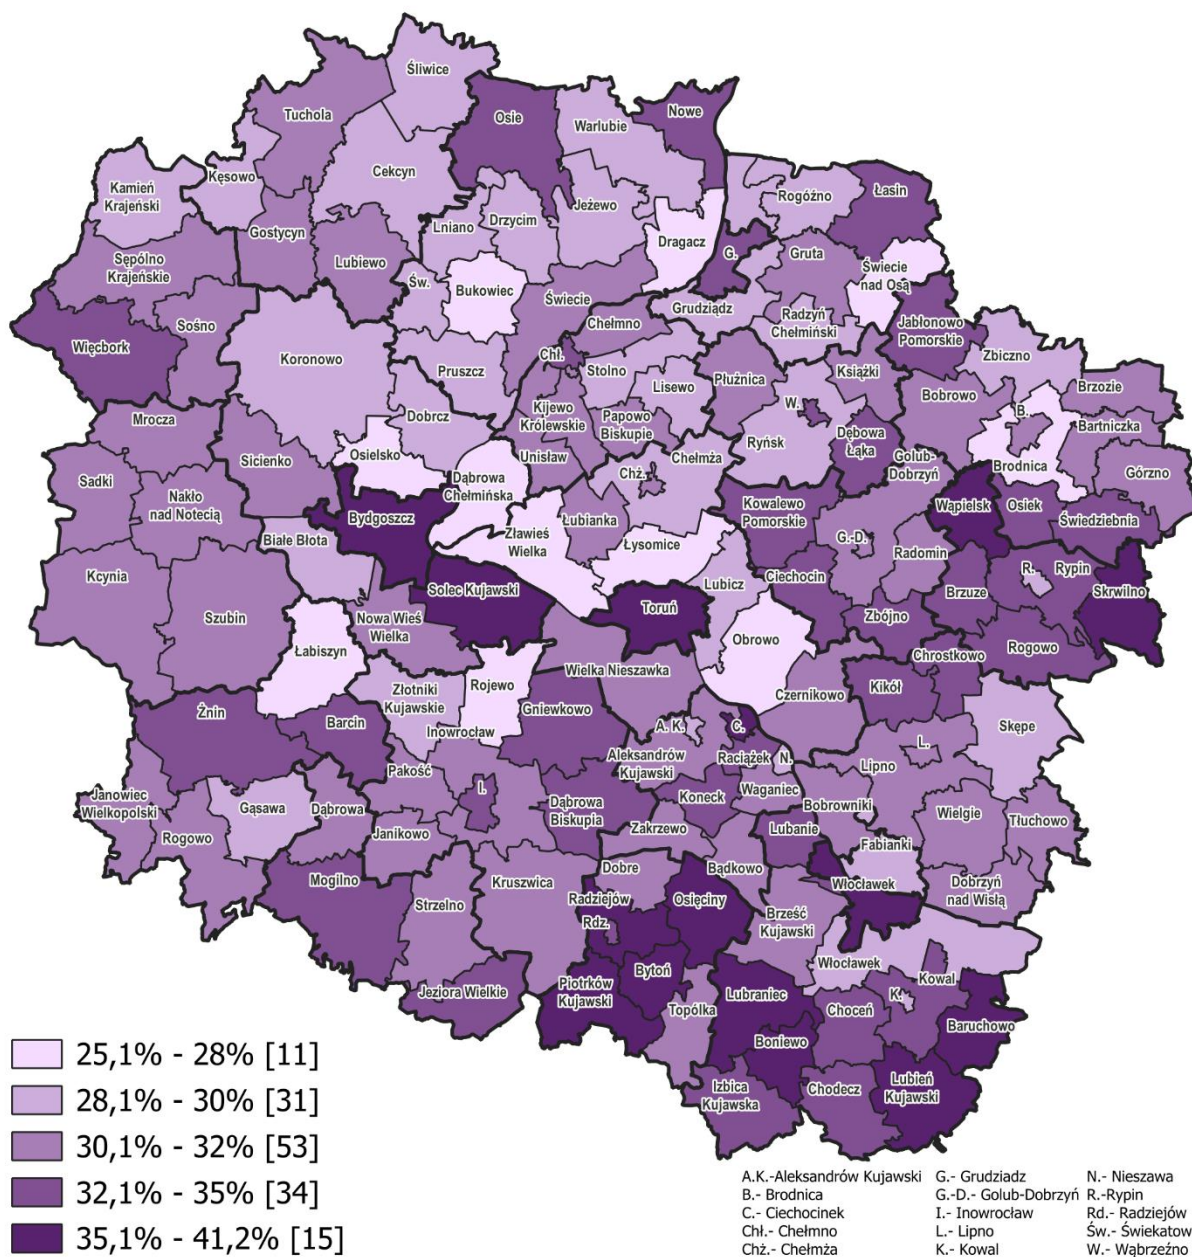 Śliwice
Tuchola
Osie
Nowe
Warlubie
Kęsowo
Cekcyn
Kamień
Krajeński
Rogóźno
Łasin
Jeżewo
Drzycim
Lniano
Gostycyn
Dragacz
G.
Gruta
Sępólno
Krajeńskie
Lubiewo
Świecie
nad Osą
Św.
Bukowiec
Świecie
Grudziądz
Radzyń
Chełmiński
Chełmno
Jabłonowo
Pomorskie
Sośno
Więcbork
Koronowo
Chł.
Zbiczno
Pruszcz
Stolno
Lisewo
Płużnica
Książki
Bobrowo
Brzozie
W.
B.
Dobrcz
Kijewo
Królewskie
Papowo
Biskupie
Mrocza
Bartniczka
Dębowa
Łąka
Ryńsk
Osielsko
Sicienko
Unisław
Chełmża
Golub-
Dobrzyń
Brodnica
Górzno
Chż.
Sadki
Dąbrowa
Chełmińska
Nakło
nad Notecią
Kowalewo
Pomorskie
Wąpielsk
Osiek
Bydgoszcz
Łubianka
Świedziebnia
Zławieś
Wielka
Białe Błota
G.-D.
Łysomice
Radomin
R.
Rypin
Kcynia
Lubicz
Ciechocin
Solec Kujawski
Brzuze
Skrwilno
Toruń
Szubin
Nowa Wieś
Wielka
Zbójno
Obrowo
Rogowo
Łabiszyn
Wielka Nieszawka
Chrostkowo
Rojewo
Czernikowo
Kikół
Złotniki
Kujawskie
Żnin
Barcin
Gniewkowo
Skępe
A. K.
C.
Inowrocław
L.
Aleksandrów
Kujawski
Raciążek
N.
Lipno
Pakość
I.
Janowiec
Wielkopolski
Gąsawa
Dąbrowa
Koneck
Waganiec
Bobrowniki
Dąbrowa
Biskupia
Wielgie
Tłuchowo
Rogowo
Janikowo
Zakrzewo
Lubanie
Fabianki
Dobre
Bądkowo
Mogilno
Kruszwica
Włocławek
Dobrzyń
nad Wisłą
Radziejów
Osięciny
Strzelno
Brześć
Kujawski
Rdz.
Włocławek
Bytoń
Kowal
Piotrków
Kujawski
Jeziora Wielkie
Lubraniec
K.
Topólka
Choceń
Baruchowo
Boniewo
Izbica
Kujawska
Chodecz
Lubień
Kujawski
25,1% - 28% [11]
28,1% - 30% [31]
30,1% - 32% [53]
32,1% - 35% [34]
35,1% - 41,2% [15]
A.K.-Aleksandrów Kujawski
B.- Brodnica
C.- Ciechocinek
Chł.- Chełmno
Chż.- Chełmża
G.- Grudziadz
G.-D.- Golub-Dobrzyń
I.- Inowrocław
L.- Lipno
K.- Kowal
N.- Nieszawa
R.-Rypin
Rd.- Radziejów
Św.- Świekatow
W.- Wąbrzeźno